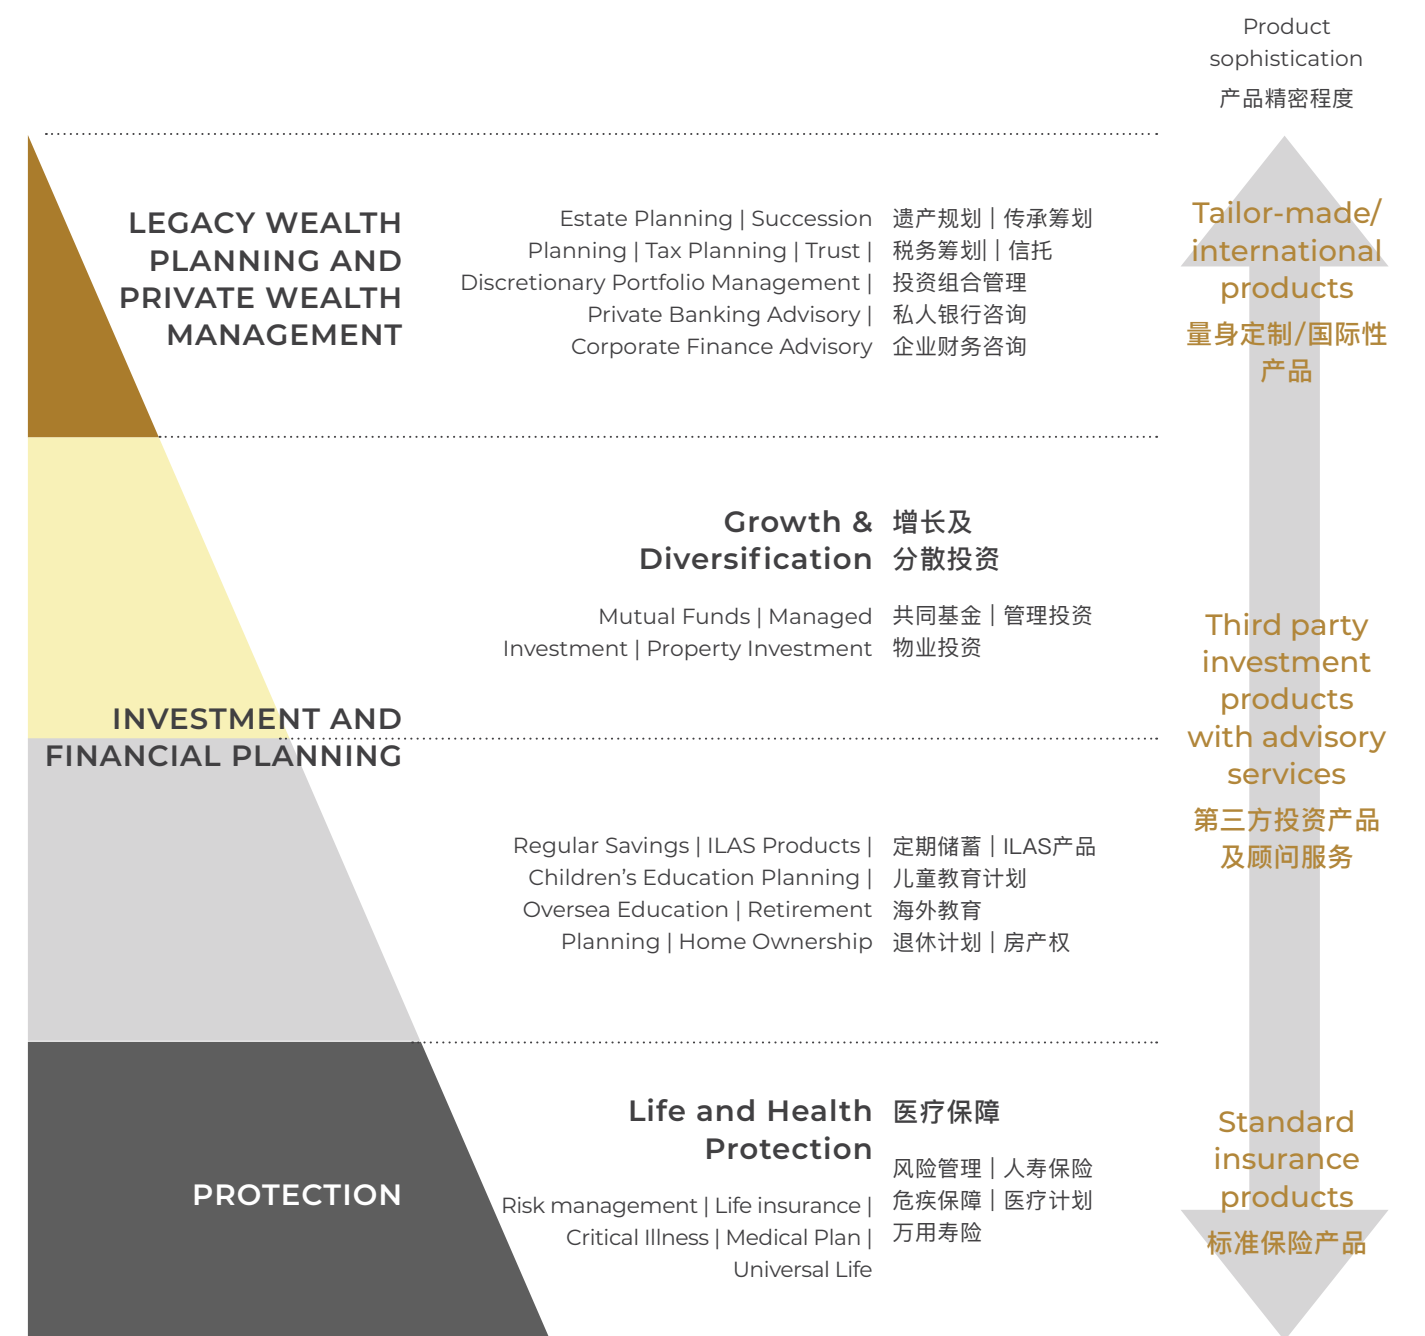 Product
sophistication
产品精密程度
LEGACY WEALTH
PLANNING AND
PRIVATE WEALTH
MANAGEMENT
Estate Planning | Succession
Planning | Tax Planning | Trust |
Discretionary Portfolio Management |
Private Banking Advisory |
Corporate Finance Advisory
遗产规划 | 传承筹划
税务筹划| | 信托
投资组合管理
私人银行咨询
企业财务咨询
Tailor-made/
international
products
量身定制/国际性
产品
INVESTMENT AND
FINANCIAL PLANNING
Growth &
Diversification
增长及
分散投资
Mutual Funds | Managed
Investment | Property Investment
共同基金 | 管理投资
物业投资
Regular Savings | ILAS Products |
Children’s Education Planning |
Oversea Education | Retirement
Planning | Home Ownership
定期储蓄 | ILAS产品
儿童教育计划
海外教育
退休计划 | 房产权
Third party
investment
products
with advisory
services
第三方投资产品
及顾问服务
PROTECTION
Life and Health
Protection
医疗保障
Risk management | Life insurance |
Critical Illness | Medical Plan |
Universal Life
风险管理 | 人寿保险
危疾保障 | 医疗计划
万用寿险
Standard
insurance
products
标准保险产品